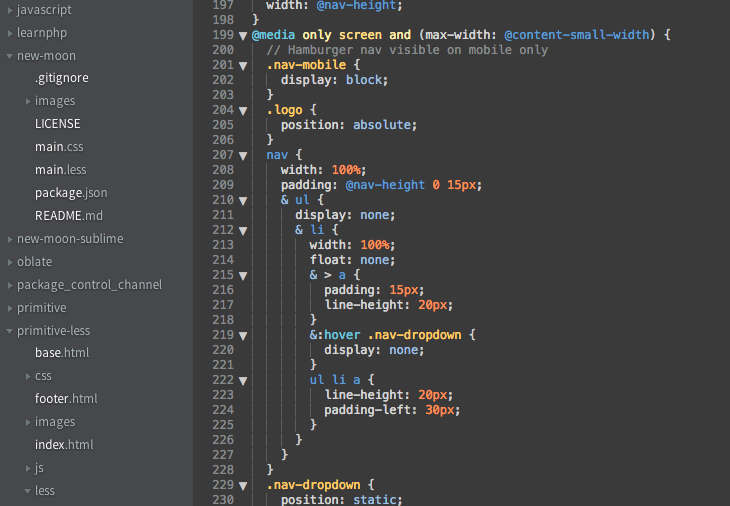 javascript
learnphp
new-moon
.gitignore
images
LICENSE
main.css
main.less
package.json
README.md
new-moon-sublime
oblate
package_control_channel
primitive
primitive-less
base.html
css
footer.html
images
index.html
js
less
197 width: @nav-height;
198 }
199 @media only screen and (max-width: @content-small-width) {
200 // Hamburger nav visible on mobile only
201 .nav-mobile {
202 display: block;
203 }
204 .logo {
205 position: absolute;
206 }
207 nav {
208 width: 100%;
209 padding: @nav-height 0 15px;
210 & ul {
211 display: none;
212 & li {
213 width: 100%;
214 float: none;
215 & > a {
216 padding: 15px;
217 line-height: 20px;
218 }
219 &:hover .nav-dropdown {
220 display: none;
221 }
222 ul li a {
223 line-height: 20px;
224 padding-left: 30px;
225 }
226 }
227 }
228 }
229 .nav-dropdown {
230 position: static;